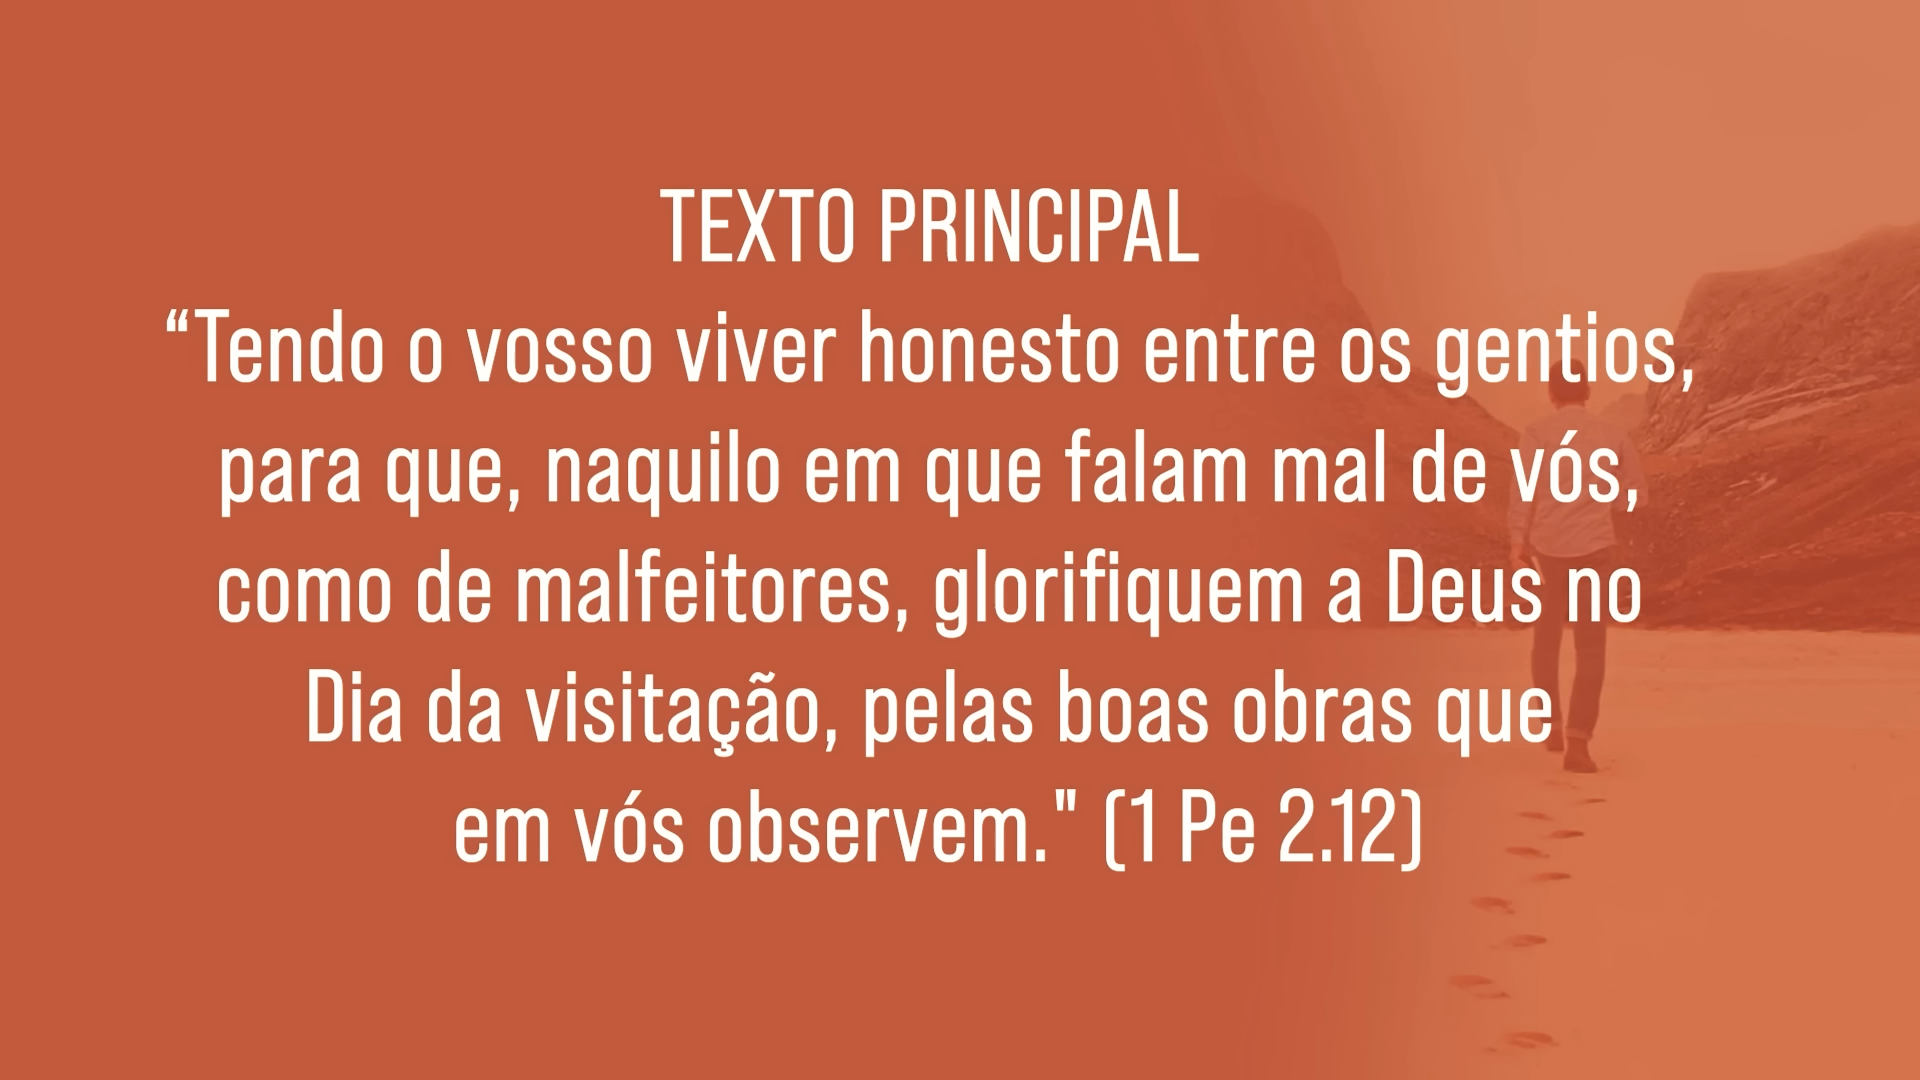 TEXTO PRINCIPAL
“Tendo o vosso viver honesto entre os gentios,
para que, naquilo em que falam mal de vós,
como de malfeitores, glorifiquem a Deus no
Dia da visitação, pelas boas obras que
em vós observem." (1 Pe 2.12)